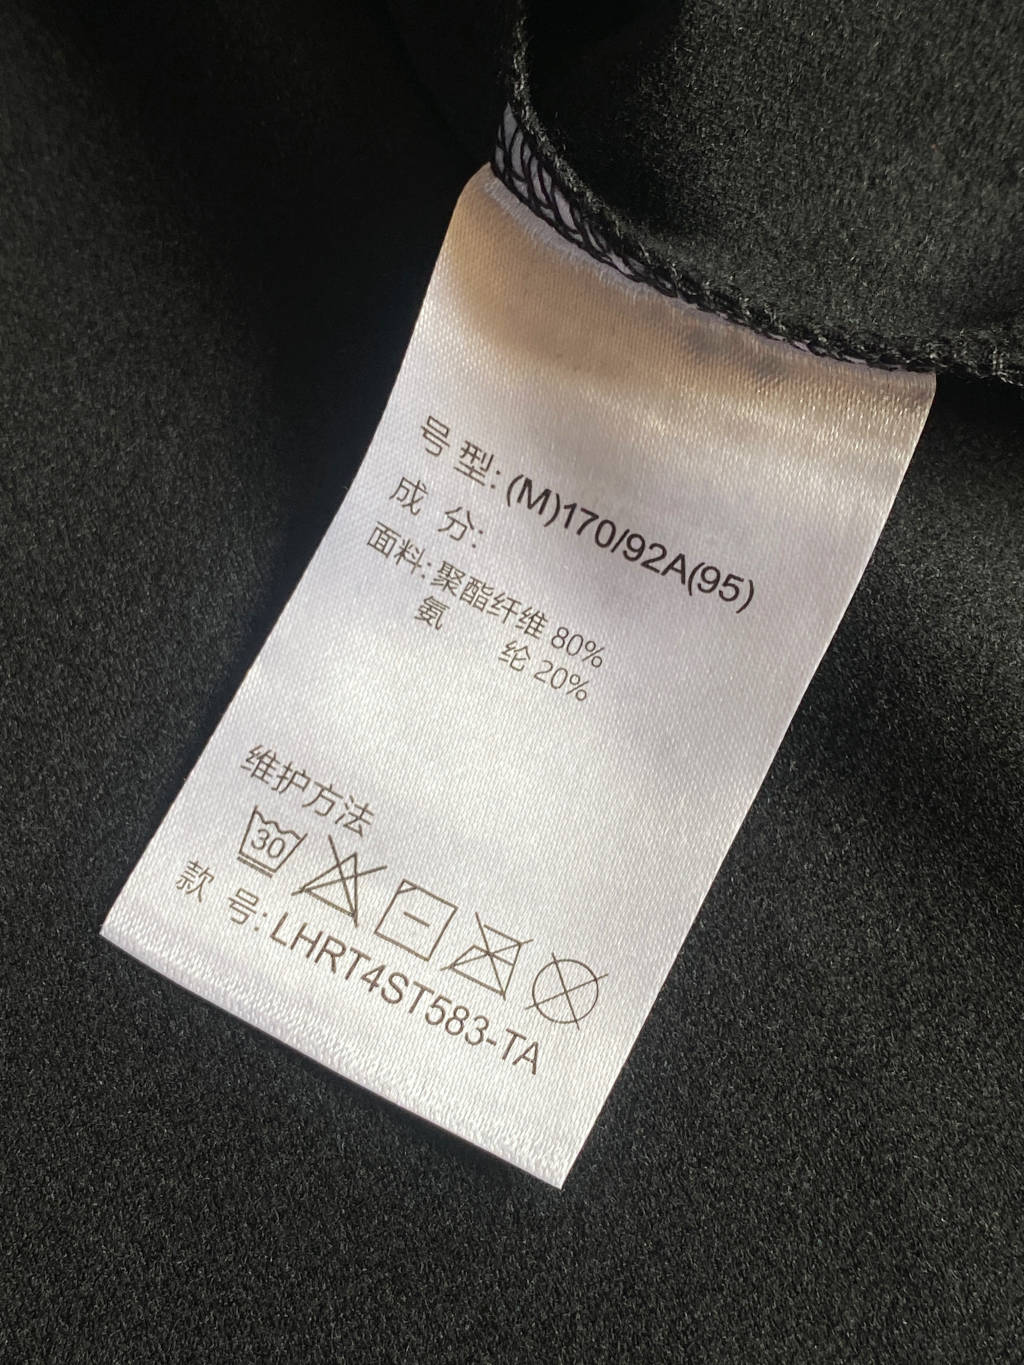 号型: (M)170/92A(95)
成分:
面料: 聚酯纤维 80%
氨纶 20%
维护方法
30
款号: LHRT4ST583-TA